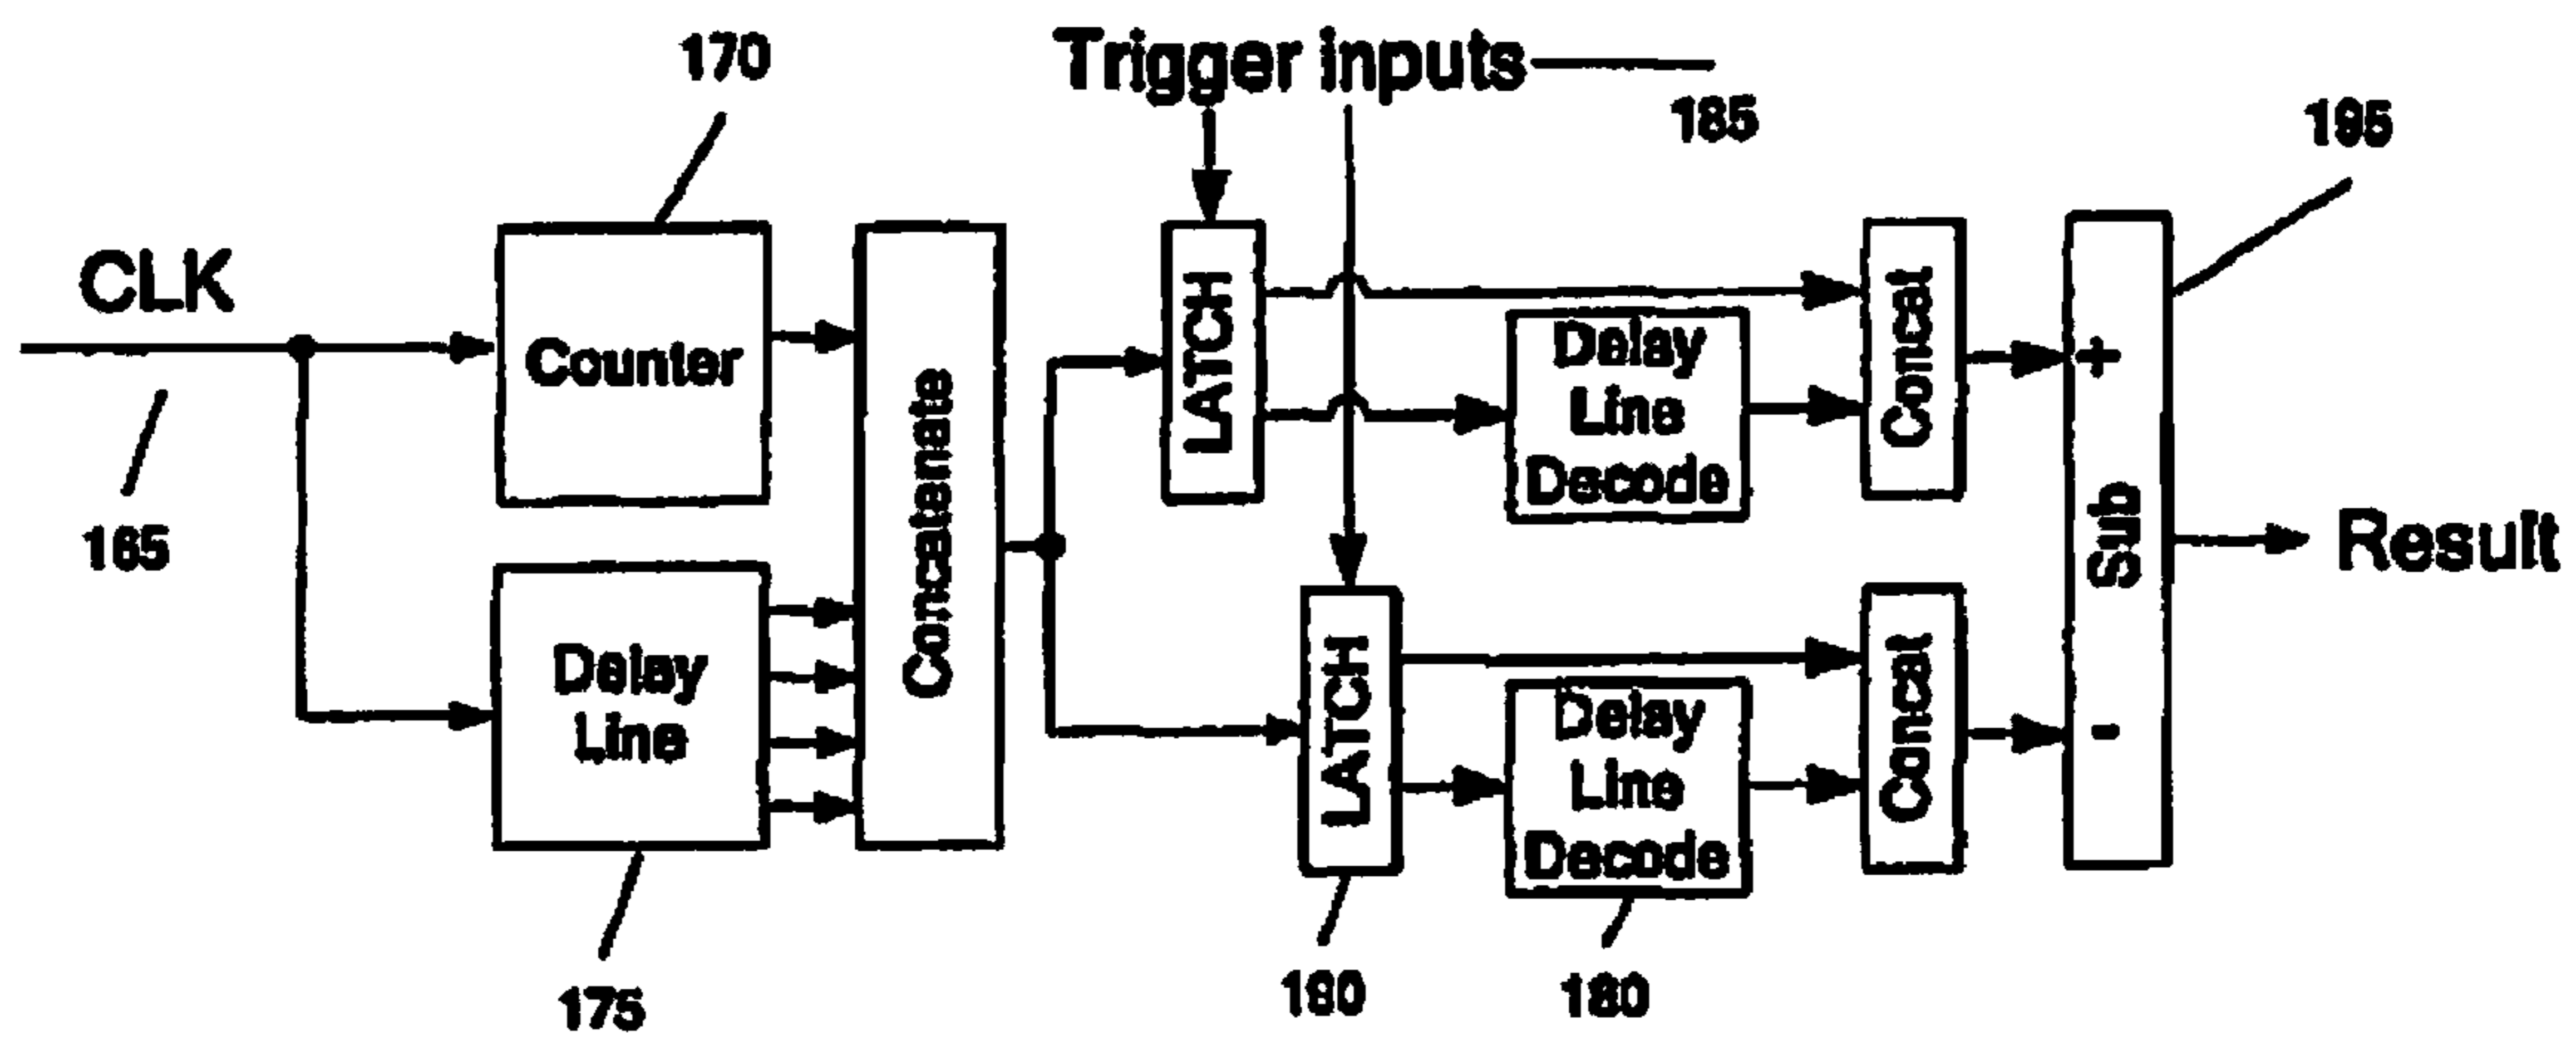 170
Trigger inputs
185
195
CLK
165
Counter
Delay
Line
175
Concatenate
LATCH
Delay
Line
Decode
Concat
LATCH
190
Delay
Line
Decode
180
Concat
+
Sub
-
Result